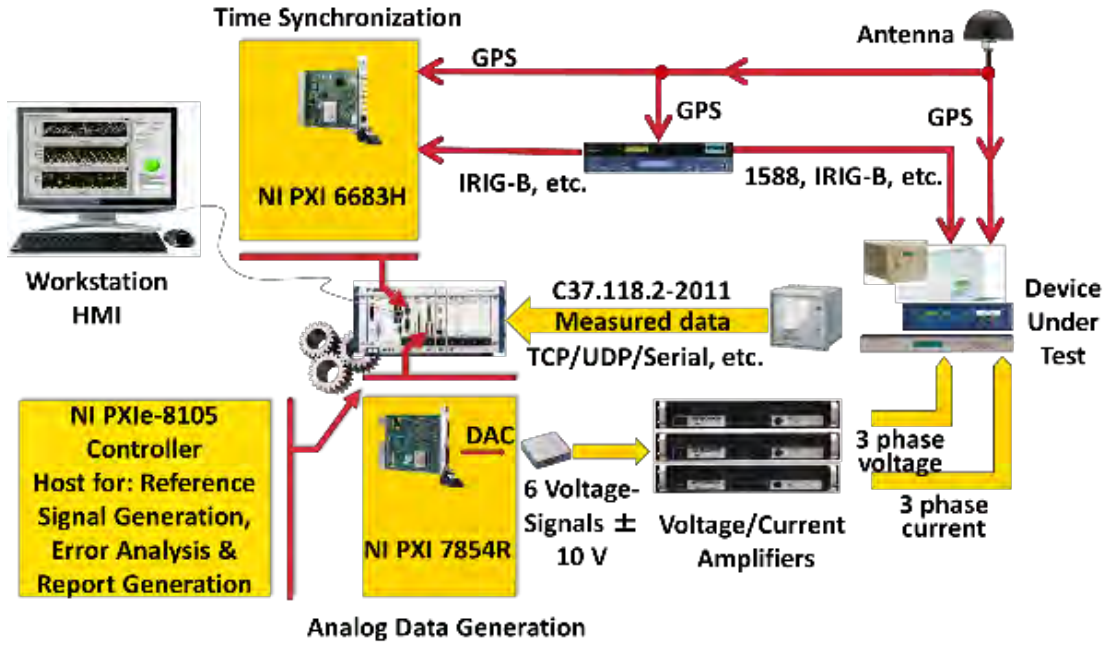 Time Synchronization
Antenna
GPS
GPS
GPS
IRIG-B, etc.
1588, IRIG-B, etc.
NI PXI 6683H
Workstation
HMI
C37.118.2-2011
Measured data
TCP/UDP/Serial, etc.
Device
Under
Test
NI PXIe-8105
Controller
Host for: Reference
Signal Generation,
Error Analysis &
Report Generation
DAC
NI PXI 7854R
6 Voltage-
Signals ±
10 V
Voltage/Current
Amplifiers
3 phase
voltage
3 phase
current
Analog Data Generation